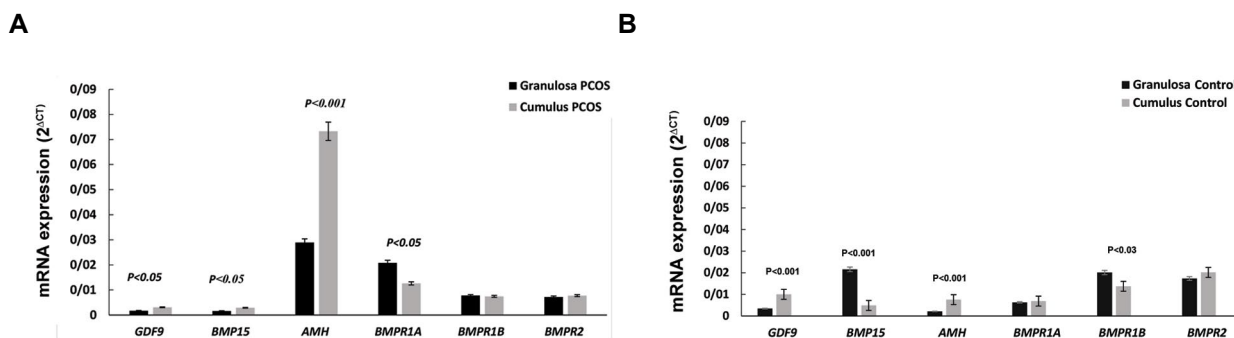 A
mRNA expression (2^ΔCT)
0/09
0/08
0/07
0/06
0/05
0/04
0/03
0/02
0/01
0
Granulosa PCOS
Cumulus PCOS
P<0.05
P<0.05
P<0.001
P<0.05
GDF9 BMP15 AMH BMPR1A BMPR1B BMPR2
B
mRNA expression (2^ΔCT)
0/09
0/08
0/07
0/06
0/05
0/04
0/03
0/02
0/01
0
Granulosa Control
Cumulus Control
P<0.001
P<0.001
P<0.001
P<0.03
GDF9 BMP15 AMH BMPR1A BMPR1B BMPR2